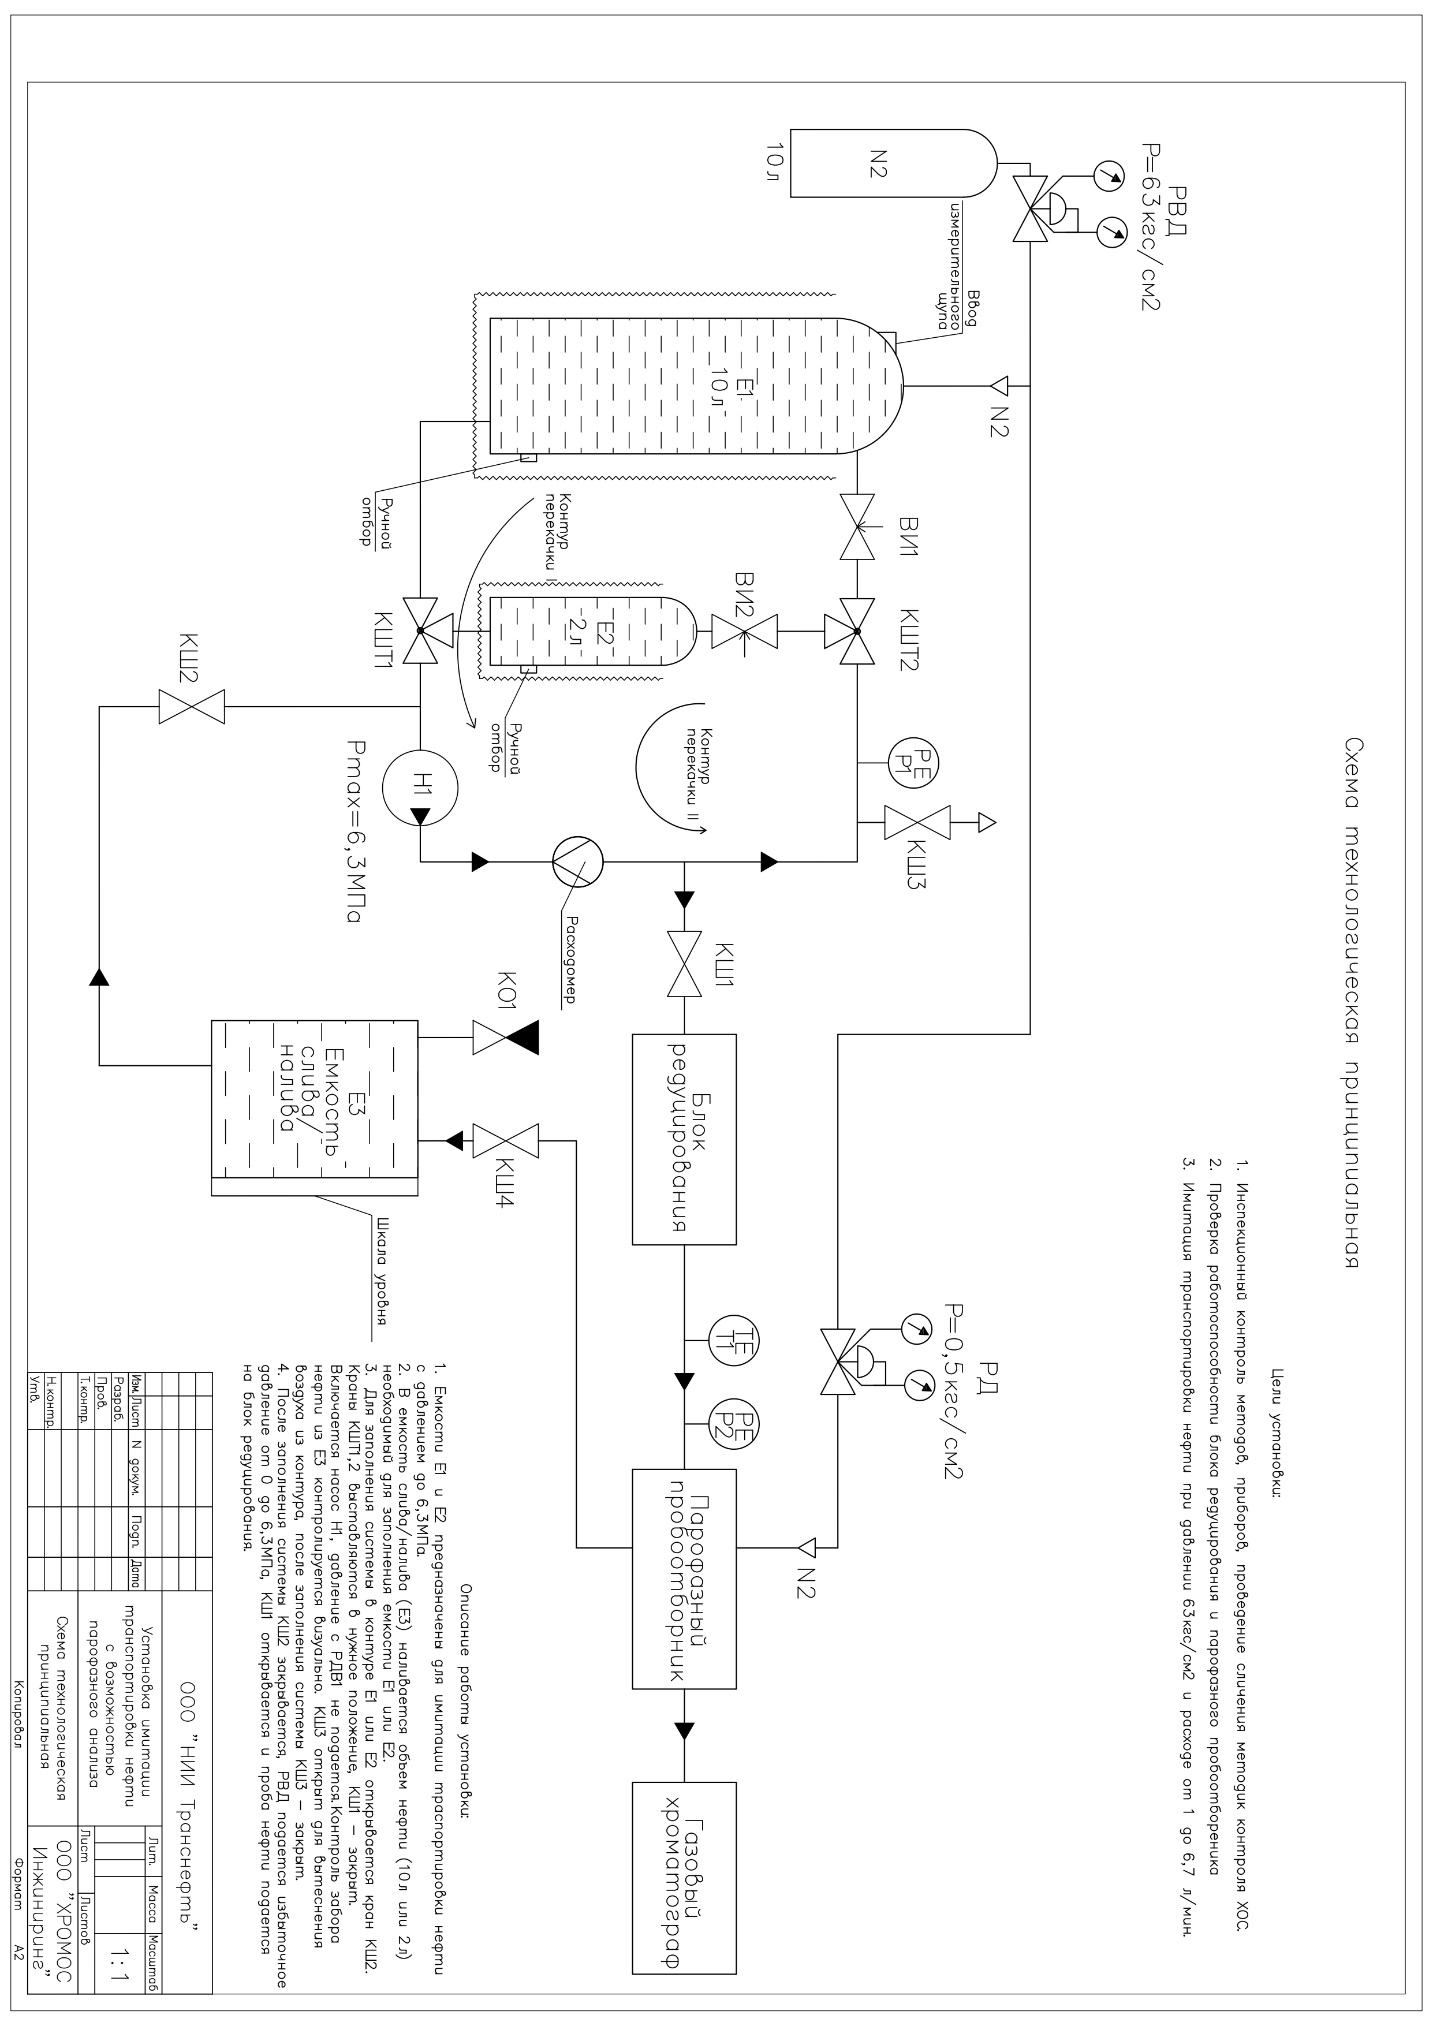 Схема технологическая принципиальная
Цели установки:
1. Инспекционный контроль методов, приборов, проведение сличения методик контроля ХОС.
2. Проверка работоспособности блока редуцирования и парофазного пробоотбореника
3. Имитация транспортировки нефти при давлении 63кгс/см2 и расходе от 1 до 6,7 л/мин.
РВД
P=63кгс/см2
N2
10л
Ввод
измерительного
щупа
N2
Е1
10л
ВИ1
КШТ2
ВИ2
Е2
2л
Контур
перекачки I
Ручной
отбор
КШТ1
Ручной
отбор
Контур
перекачки II
PE
P1
КШ3
КШ2
Н1
Pmax=6,3МПа
Расходомер
КШ1
Блок
редуцирования
КО1
КШ4
Е3
Емкость
слива/
налива
Шкала уровня
TE
T1
PE
P2
РД
P=0,5кгс/см2
N2
Парофазный
пробоотборник
Газовый
хроматограф
Описание работы установки:
1. Емкости Е1 и Е2 предназначены для имитации траспортировки нефти
с давлением до 6,3МПа.
2. В емкость слива/налива (Е3) наливается объем нефти (10л или 2л)
необходимый для заполнения емкости Е1 или Е2.
3. Для заполнения системы в контуре Е1 или Е2 открывается кран КШ2.
Краны КШТ1,2 выставляются в нужное положение, КШ1 – закрыт.
Включается насос Н1, давление с РДВ1 не подается. Контроль забора
нефти из Е3 контролируется визуально. КШ3 открыт для вытеснения
воздуха из контура, после заполнения системы КШ3 – закрыт.
4. После заполнения системы КШ2 закрывается, РВД подается избыточное
давление от 0 до 6,3МПа, КШ1 открывается и проба нефти подается
на блок редуцирования.
ООО "НИИ Транснефть"
Изм. Лист N докум. Подп. Дата
Разраб.
Пров.
Т.контр.
Н.контр.
Утв.
Установка имитации
транспортировки нефти
с возможностью
парофазного анализа
Лит. Масса Масштаб
1:1
Лист Листов
Схема технологическая
принципиальная
ООО "ХРОМОС
Инжиниринг"
Копировал Формат А2